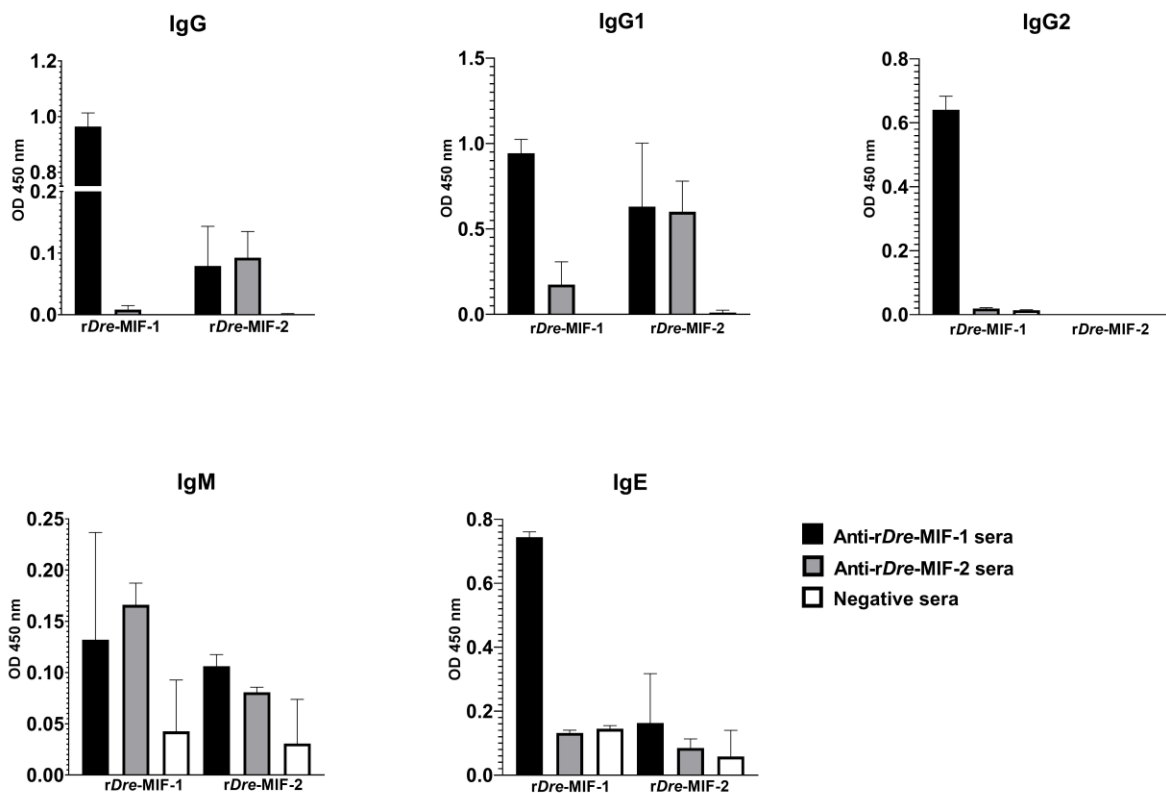 IgG
1.2
1.0
0.8
0.2
0.1
0.0
OD 450 nm
rDre-MIF-1 rDre-MIF-2
IgG1
1.5
1.0
0.5
0.0
OD 450 nm
rDre-MIF-1 rDre-MIF-2
IgG2
0.8
0.6
0.4
0.2
0.0
OD 450 nm
rDre-MIF-1 rDre-MIF-2
IgM
0.25
0.20
0.15
0.10
0.05
0.00
OD 450 nm
rDre-MIF-1 rDre-MIF-2
IgE
0.8
0.6
0.4
0.2
0.0
OD 450 nm
rDre-MIF-1 rDre-MIF-2
Anti-rDre-MIF-1 sera
Anti-rDre-MIF-2 sera
Negative sera